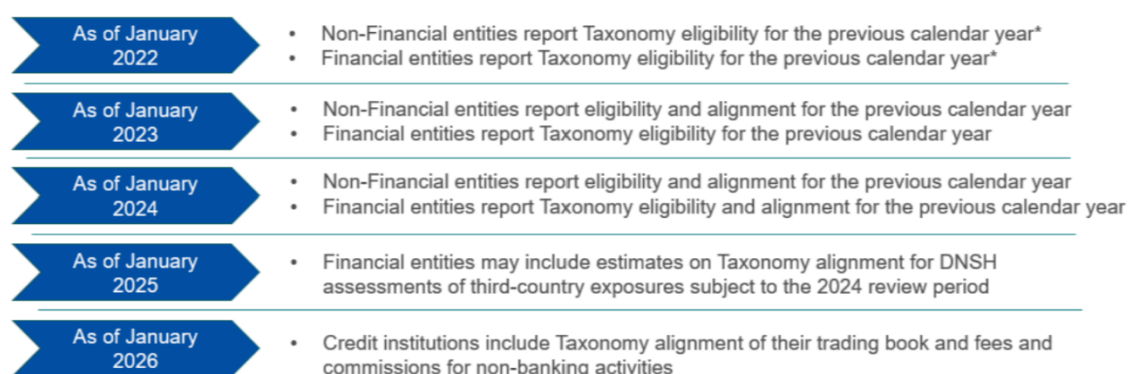 As of January
2022
• Non-Financial entities report Taxonomy eligibility for the previous calendar year*
• Financial entities report Taxonomy eligibility for the previous calendar year*
As of January
2023
• Non-Financial entities report eligibility and alignment for the previous calendar year
• Financial entities report Taxonomy eligibility for the previous calendar year
As of January
2024
• Non-Financial entities report eligibility and alignment for the previous calendar year
• Financial entities report Taxonomy eligibility and alignment for the previous calendar year
As of January
2025
• Financial entities may include estimates on Taxonomy alignment for DNSH
assessments of third-country exposures subject to the 2024 review period
As of January
2026
• Credit institutions include Taxonomy alignment of their trading book and fees and
commissions for non-banking activities